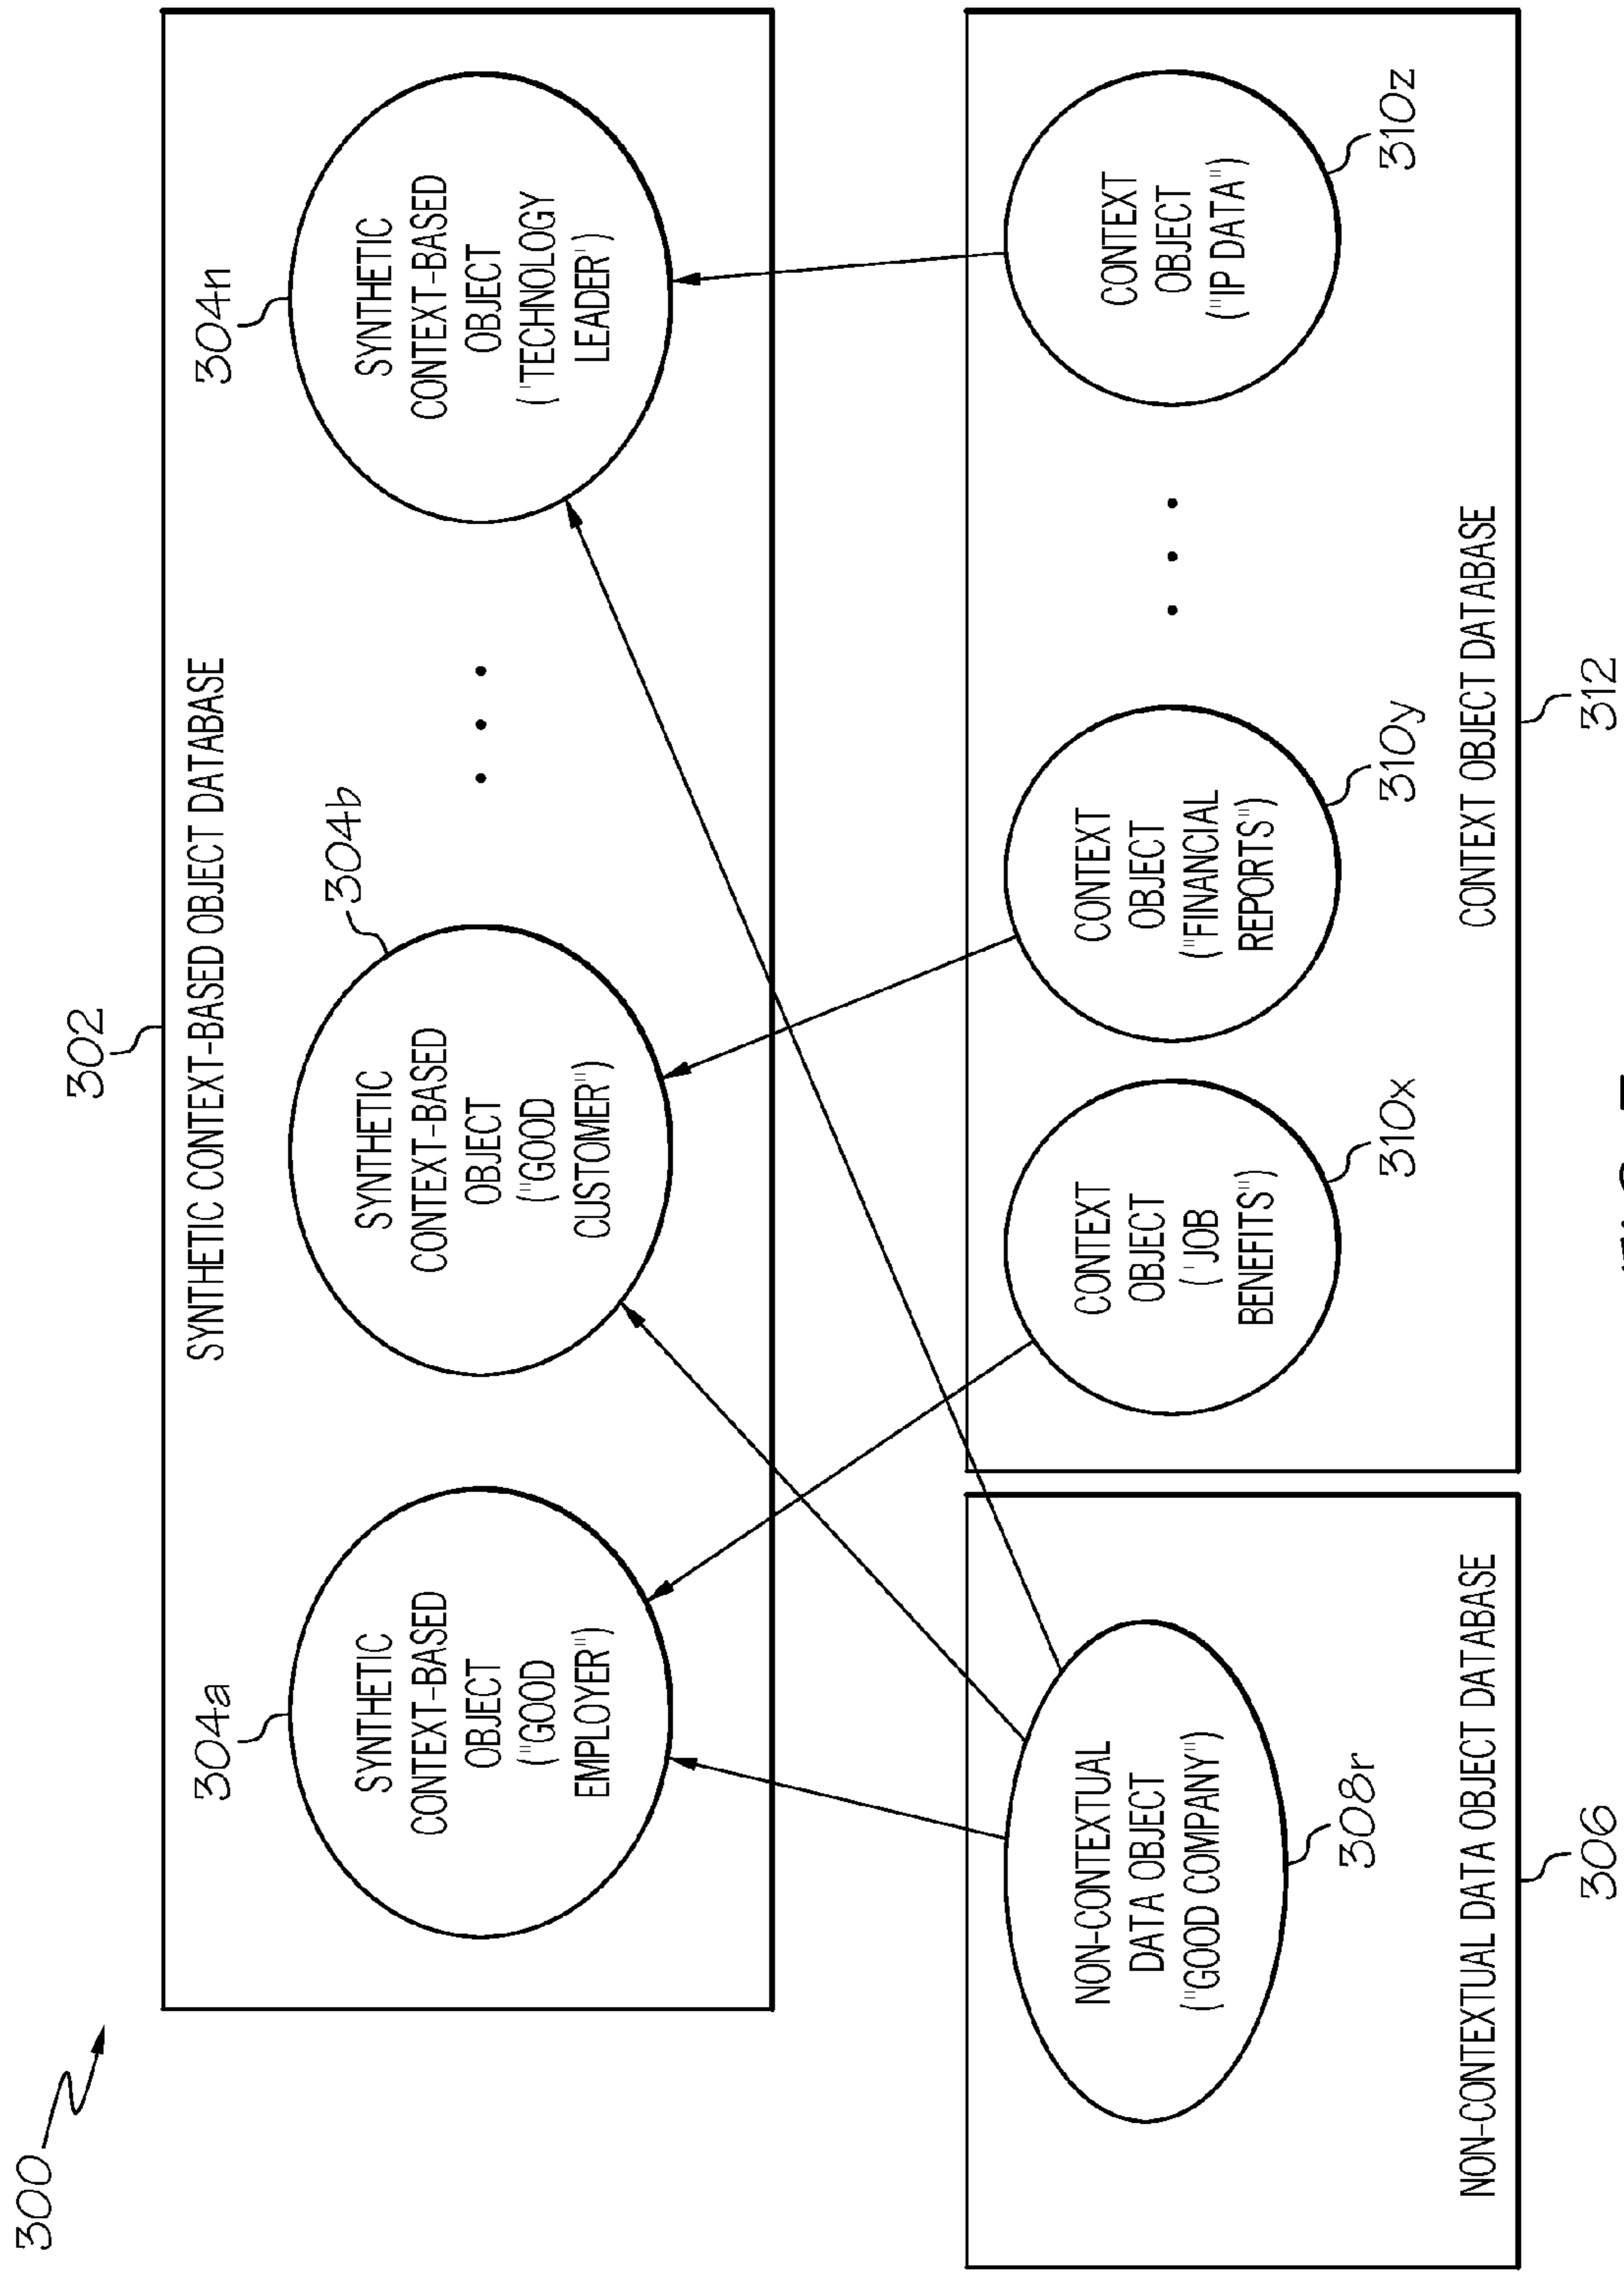 300
302
SYNTHETIC CONTEXT-BASED OBJECT DATABASE
304a
SYNTHETIC
CONTEXT-BASED
OBJECT
("GOOD
EMPLOYER")
304b
SYNTHETIC
CONTEXT-BASED
OBJECT
("GOOD
CUSTOMER")
. . .
304n
SYNTHETIC
CONTEXT-BASED
OBJECT
("TECHNOLOGY
LEADER")
NON-CONTEXTUAL
DATA OBJECT
("GOOD COMPANY")
308r
NON-CONTEXTUAL DATA OBJECT DATABASE
306
CONTEXT
OBJECT
("JOB
BENEFITS")
310x
CONTEXT
OBJECT
("FINANCIAL
REPORTS")
310y
. . .
CONTEXT
OBJECT
("IP DATA")
310z
CONTEXT OBJECT DATABASE
312